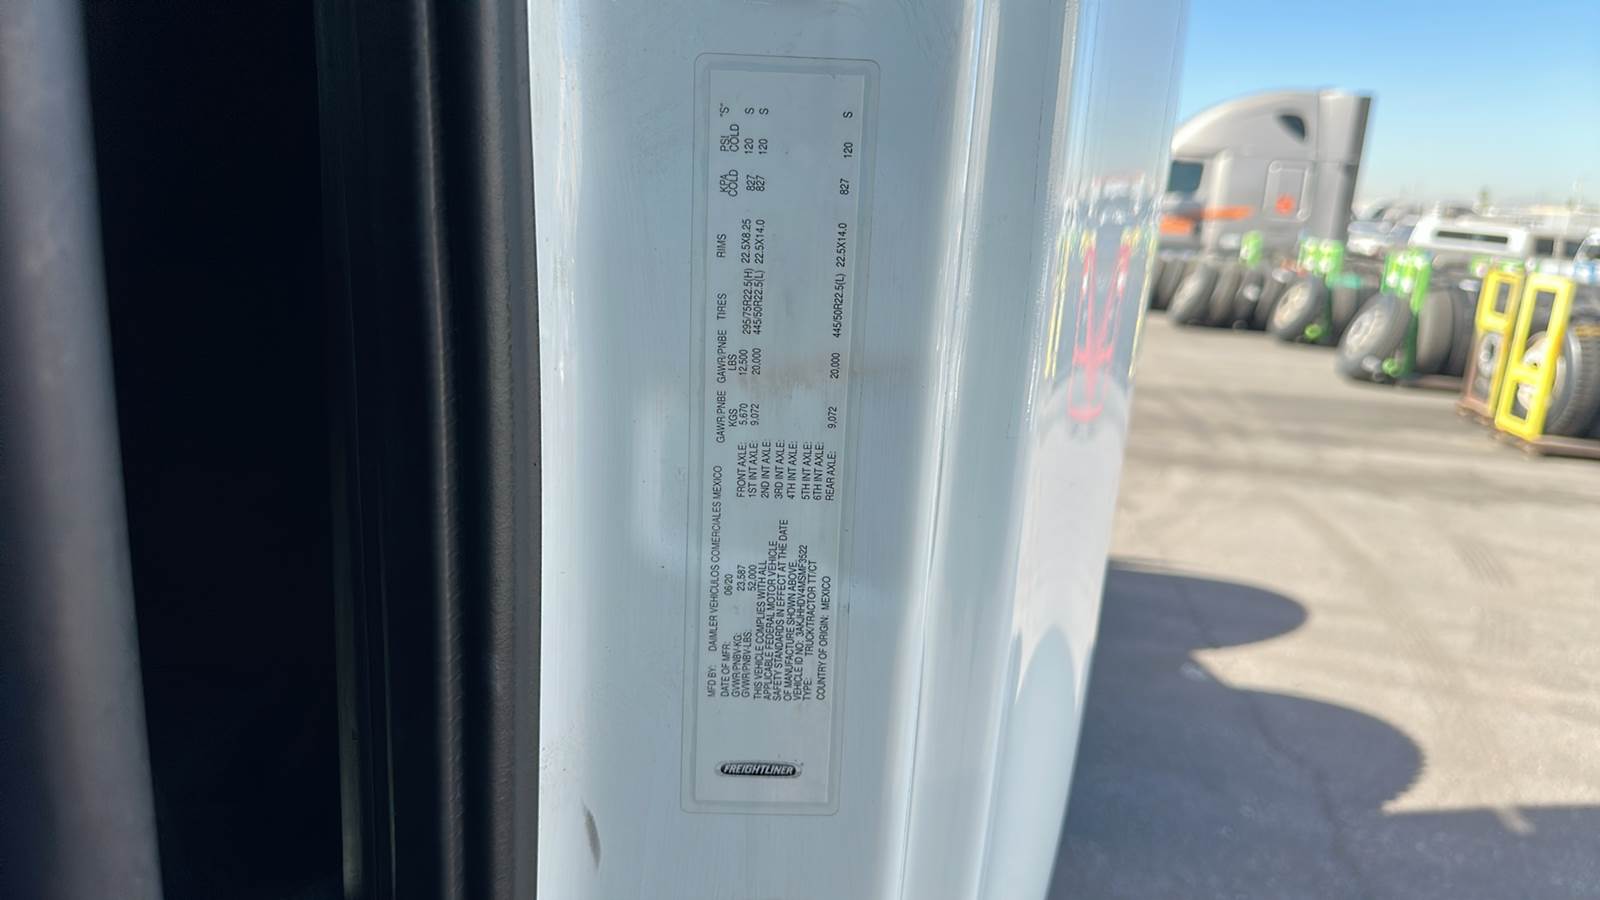 FREIGHTLINER
MFD BY: DAIMLER VEHICULOS COMERCIALES MEXICO
DATE OF MFR: 06/20
GVWR/PNBV-KG: 23,587
GVWR/PNBV-LBS: 52,000
THIS VEHICLE COMPLIES WITH ALL
APPLICABLE FEDERAL MOTOR VEHICLE
SAFETY STANDARDS IN EFFECT AT THE DATE
OF MANUFACTURE SHOWN ABOVE.
VEHICLE ID NO: 3AKJHHDV4MSMF3522
TYPE: TRUCK/TRACTOR TT/CT
COUNTRY OF ORIGIN: MEXICO
GAWR/PNBE GAWR/PNBE TIRES RIMS KPA PSI "S"
KGS LBS COLD COLD
FRONT AXLE: 5,670 12,500 295/75R22.5(H) 22.5X8.25 827 120 S
1ST INT AXLE: 9,072 20,000 445/50R22.5(L) 22.5X14.0 827 120 S
2ND INT AXLE:
3RD INT AXLE:
4TH INT AXLE:
5TH INT AXLE:
6TH INT AXLE:
REAR AXLE: 9,072 20,000 445/50R22.5(L) 22.5X14.0 827 120 S